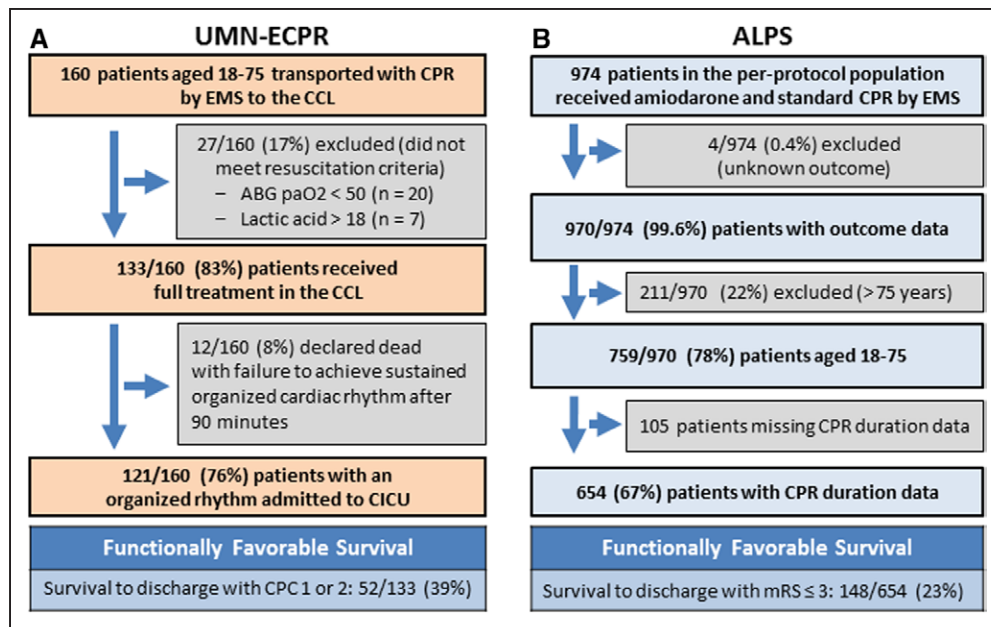 A
UMN-ECPR
160 patients aged 18-75 transported with CPR
by EMS to the CCL
27/160 (17%) excluded (did not
meet resuscitation criteria)
– ABG paO2 < 50 (n = 20)
– Lactic acid > 18 (n = 7)
133/160 (83%) patients received
full treatment in the CCL
12/160 (8%) declared dead
with failure to achieve sustained
organized cardiac rhythm after
90 minutes
121/160 (76%) patients with an
organized rhythm admitted to CICU
Functionally Favorable Survival
Survival to discharge with CPC 1 or 2: 52/133 (39%)
B
ALPS
974 patients in the per-protocol population
received amiodarone and standard CPR by EMS
4/974 (0.4%) excluded
(unknown outcome)
970/974 (99.6%) patients with outcome data
211/970 (22%) excluded (>75 years)
759/970 (78%) patients aged 18-75
105 patients missing CPR duration data
654 (67%) patients with CPR duration data
Functionally Favorable Survival
Survival to discharge with mRS ≤ 3: 148/654 (23%)